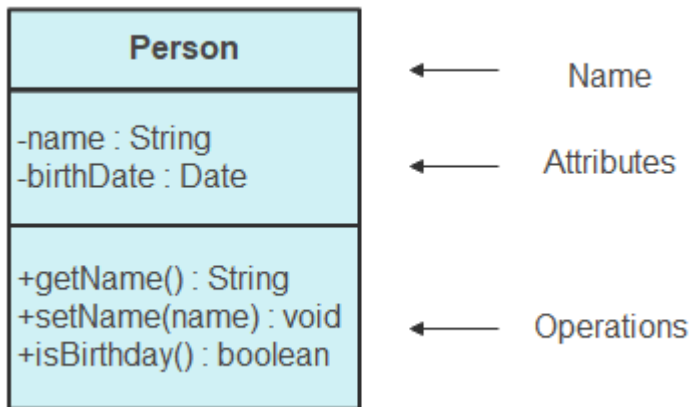 Person
Name
-name : String
-birthDate : Date
Attributes
+getName() : String
+setName(name) : void
+isBirthday() : boolean
Operations